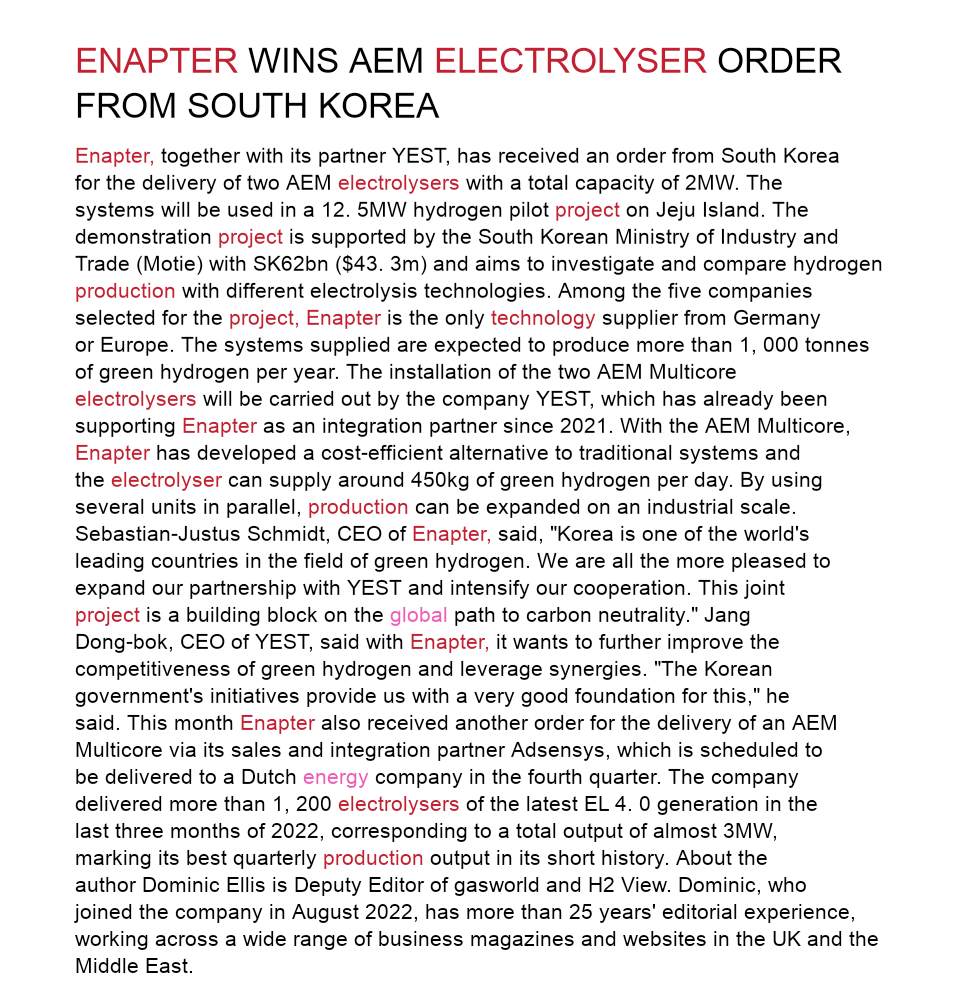 ENAPTER WINS AEM ELECTROLYSER ORDER
FROM SOUTH KOREA
Enapter, together with its partner YEST, has received an order from South Korea
for the delivery of two AEM electrolysers with a total capacity of 2MW. The
systems will be used in a 12. 5MW hydrogen pilot project on Jeju Island. The
demonstration project is supported by the South Korean Ministry of Industry and
Trade (Motie) with SK62bn ($43. 3m) and aims to investigate and compare hydrogen
production with different electrolysis technologies. Among the five companies
selected for the project, Enapter is the only technology supplier from Germany
or Europe. The systems supplied are expected to produce more than 1, 000 tonnes
of green hydrogen per year. The installation of the two AEM Multicore
electrolysers will be carried out by the company YEST, which has already been
supporting Enapter as an integration partner since 2021. With the AEM Multicore,
Enapter has developed a cost-efficient alternative to traditional systems and
the electrolyser can supply around 450kg of green hydrogen per day. By using
several units in parallel, production can be expanded on an industrial scale.
Sebastian-Justus Schmidt, CEO of Enapter, said, "Korea is one of the world's
leading countries in the field of green hydrogen. We are all the more pleased to
expand our partnership with YEST and intensify our cooperation. This joint
project is a building block on the global path to carbon neutrality." Jang
Dong-bok, CEO of YEST, said with Enapter, it wants to further improve the
competitiveness of green hydrogen and leverage synergies. "The Korean
government's initiatives provide us with a very good foundation for this," he
said. This month Enapter also received another order for the delivery of an AEM
Multicore via its sales and integration partner Adsensys, which is scheduled to
be delivered to a Dutch energy company in the fourth quarter. The company
delivered more than 1, 200 electrolysers of the latest EL 4. 0 generation in the
last three months of 2022, corresponding to a total output of almost 3MW,
marking its best quarterly production output in its short history. About the
author Dominic Ellis is Deputy Editor of gasworld and H2 View. Dominic, who
joined the company in August 2022, has more than 25 years' editorial experience,
working across a wide range of business magazines and websites in the UK and the
Middle East.